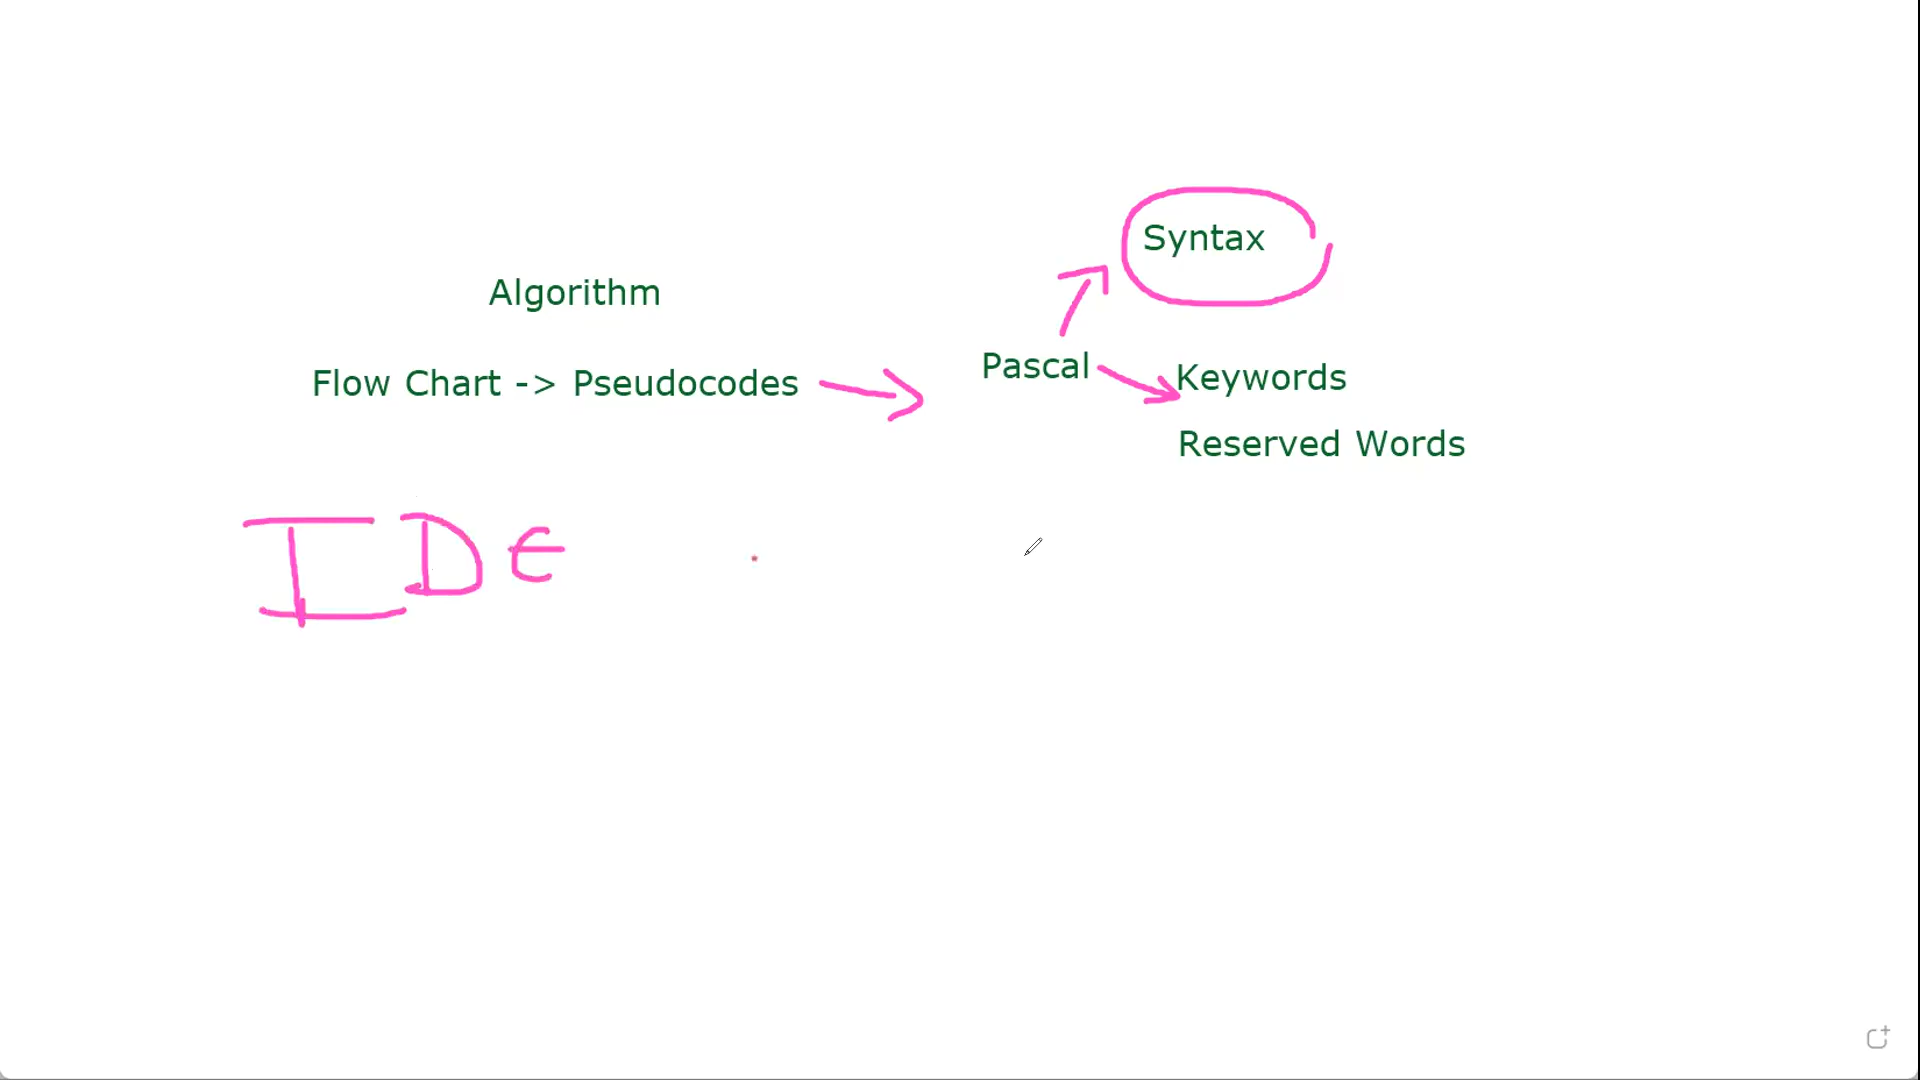 Syntax
Algorithm
Flow Chart -> Pseudocodes
Pascal
Keywords
Reserved Words
IDE